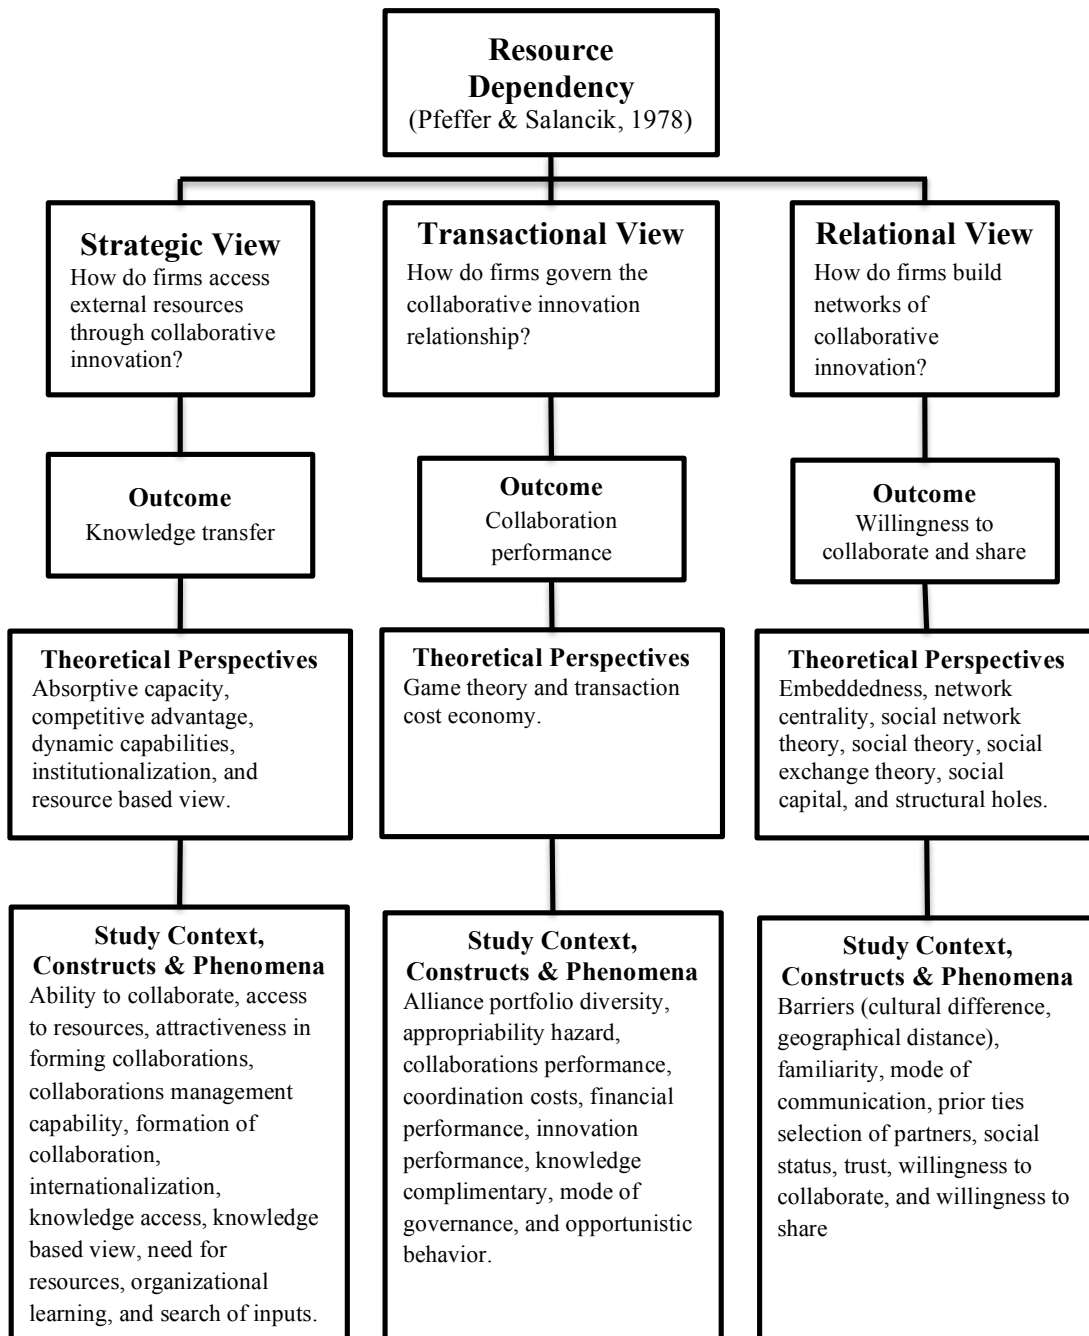 Resource
Dependency
(Pfeffer & Salancik, 1978)
Strategic View
How do firms access
external resources
through collaborative
innovation?
Transactional View
How do firms govern the
collaborative innovation
relationship?
Relational View
How do firms build
networks of
collaborative
innovation?
Outcome
Knowledge transfer
Outcome
Collaboration
performance
Outcome
Willingness to
collaborate and share
Theoretical Perspectives
Absorptive capacity,
competitive advantage,
dynamic capabilities,
institutionalization, and
resource based view.
Theoretical Perspectives
Game theory and transaction
cost economy.
Theoretical Perspectives
Embeddedness, network
centrality, social network
theory, social theory, social
exchange theory, social
capital, and structural holes.
Study Context,
Constructs & Phenomena
Ability to collaborate, access
to resources, attractiveness in
forming collaborations,
collaborations management
capability, formation of
collaboration,
internationalization,
knowledge access, knowledge
based view, need for
resources, organizational
learning, and search of inputs.
Study Context,
Constructs & Phenomena
Alliance portfolio diversity,
appropriability hazard,
collaborations performance,
coordination costs, financial
performance, innovation
performance, knowledge
complimentary, mode of
governance, and opportunistic
behavior.
Study Context,
Constructs & Phenomena
Barriers (cultural difference,
geographical distance),
familiarity, mode of
communication, prior ties
selection of partners, social
status, trust, willingness to
collaborate, and willingness to
share